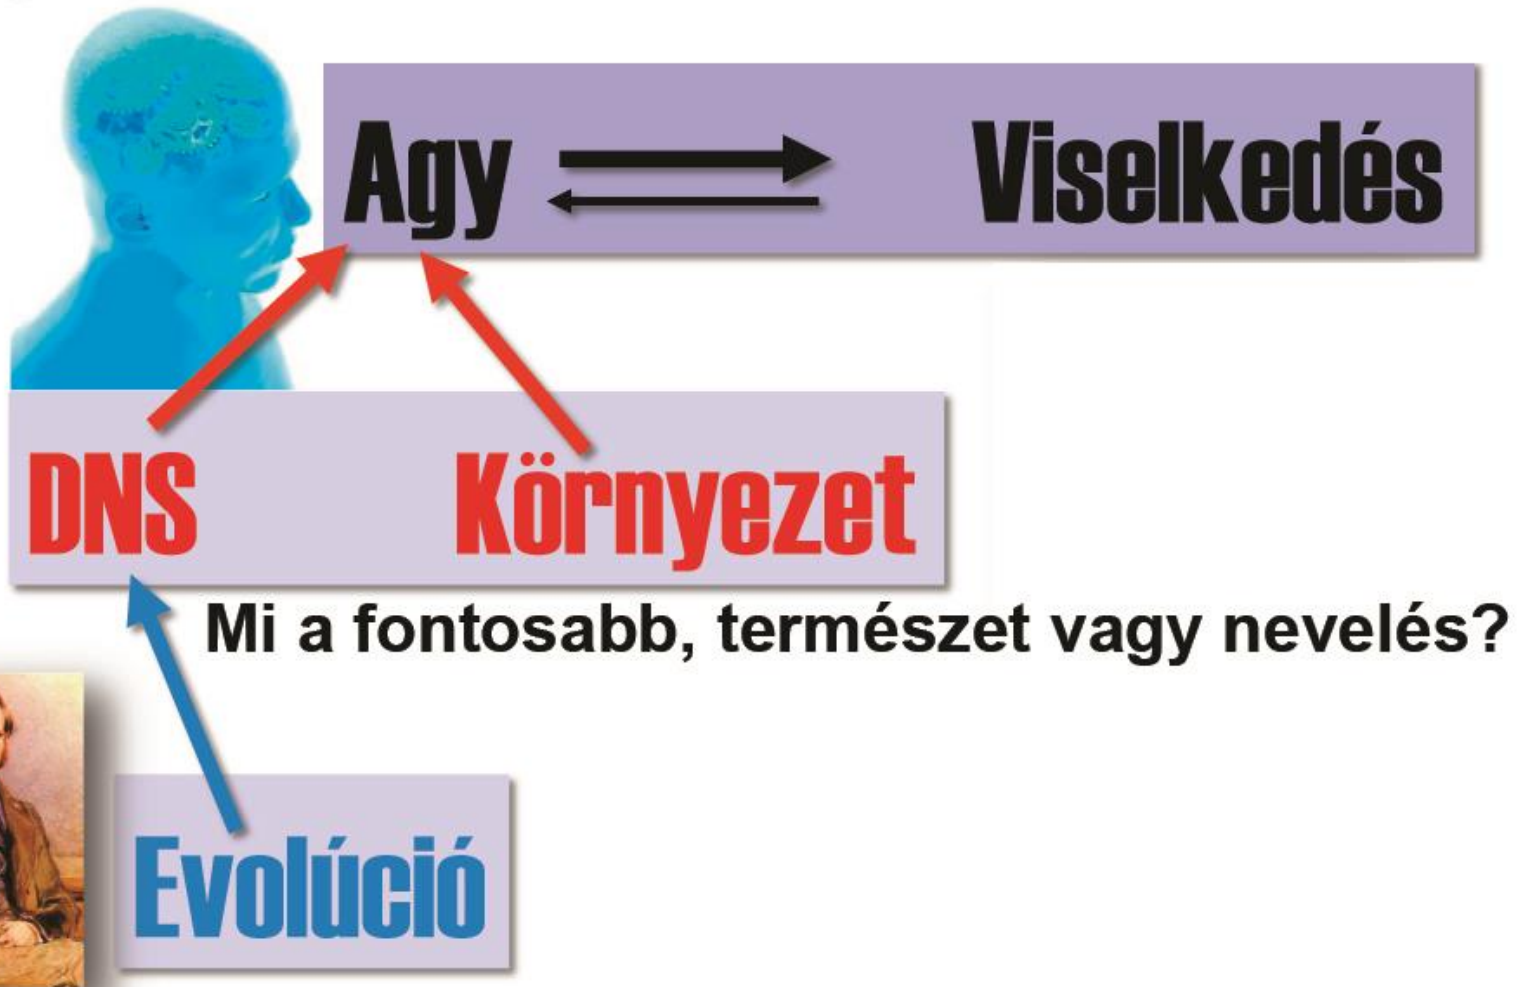 Agy Viselkedés
DNS Környezet
Mi a fontosabb, természet vagy nevelés?
Evolúció